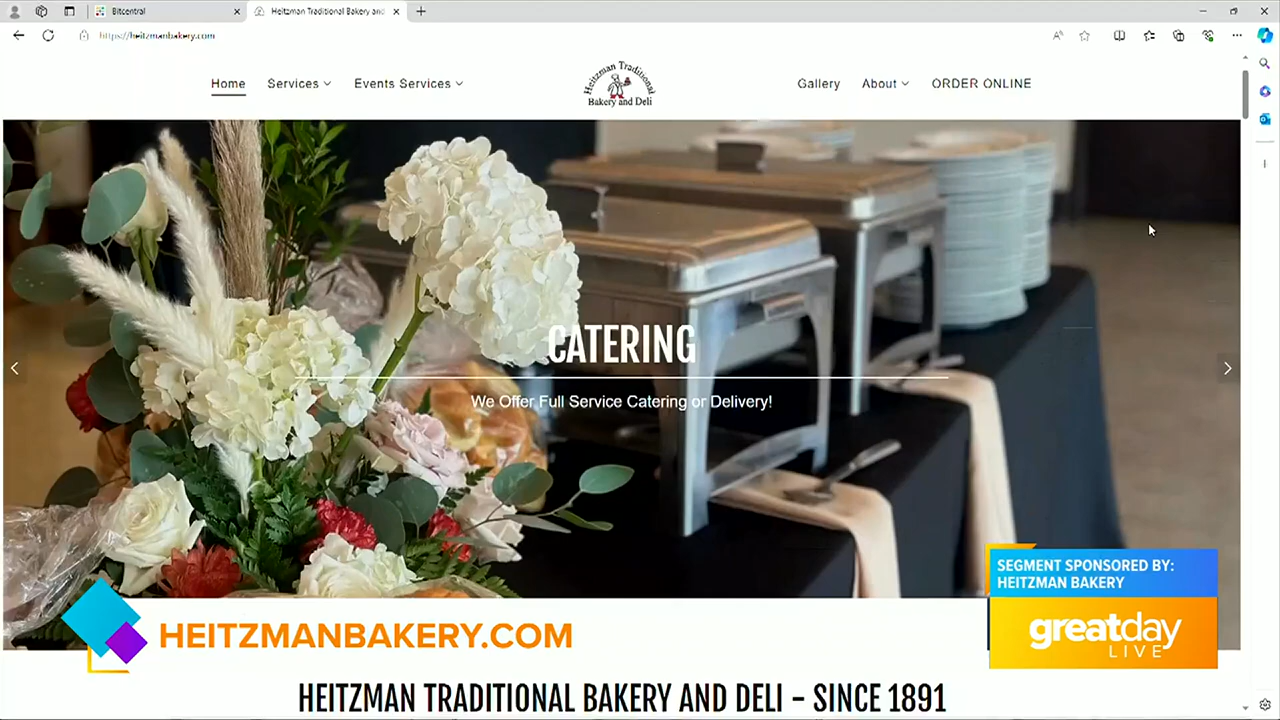 Bitcentral
Heitzman Traditional Bakery and
https://heitzmanbakery.com
Home
Services
Events Services
Heitzman Traditional
Bakery and Deli
Gallery
About
ORDER ONLINE
CATERING
We Offer Full Service Catering or Delivery!
SEGMENT SPONSORED BY:
HEITZMAN BAKERY
greatday
LIVE
HEITZMANBAKERY.COM
HEITZMAN TRADITIONAL BAKERY AND DELI - SINCE 1891